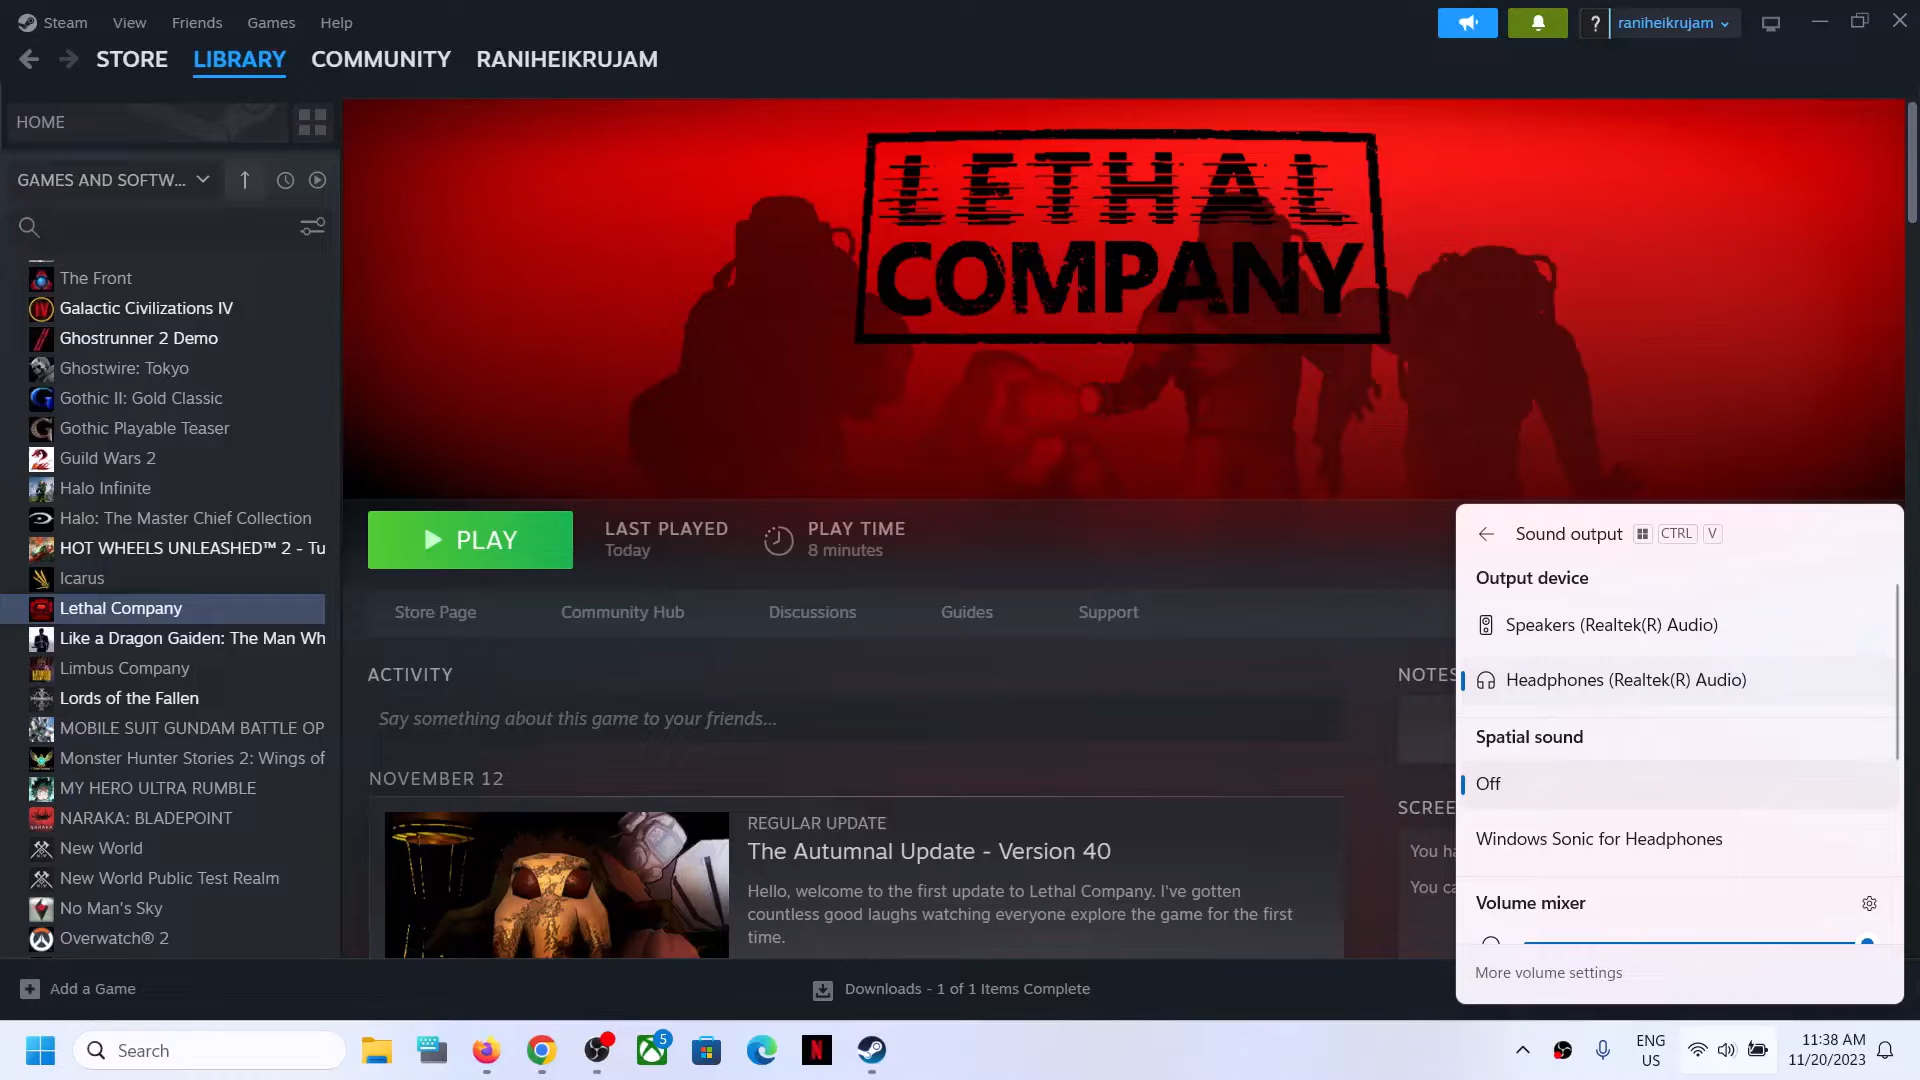 Steam View Friends Games Help
? raniheikrujam
STORE LIBRARY COMMUNITY RANIHEIKRUJAM
HOME
GAMES AND SOFTW...
The Front
Galactic Civilizations IV
Ghostrunner 2 Demo
Ghostwire: Tokyo
Gothic II: Gold Classic
Gothic Playable Teaser
Guild Wars 2
Halo Infinite
Halo: The Master Chief Collection
HOT WHEELS UNLEASHED™ 2 - Tu
Icarus
Lethal Company
Like a Dragon Gaiden: The Man Wh
Limbus Company
Lords of the Fallen
MOBILE SUIT GUNDAM BATTLE OP
Monster Hunter Stories 2: Wings of
MY HERO ULTRA RUMBLE
NARAKA: BLADEPOINT
New World
New World Public Test Realm
No Man's Sky
Overwatch® 2
LETHAL
COMPANY
PLAY
LAST PLAYED
Today
PLAY TIME
8 minutes
Store Page Community Hub Discussions Guides Support
ACTIVITY
Say something about this game to your friends...
NOVEMBER 12
REGULAR UPDATE
The Autumnal Update - Version 40
Hello, welcome to the first update to Lethal Company. I've gotten
countless good laughs watching everyone explore the game for the first
time.
NOTES
SCREE
You ha
You ca
Sound output CTRL V
Output device
Speakers (Realtek(R) Audio)
Headphones (Realtek(R) Audio)
Spatial sound
Off
Windows Sonic for Headphones
Volume mixer
More volume settings
Add a Game
Downloads - 1 of 1 Items Complete
Search
5
N
ENG
US
11:38 AM
11/20/2023